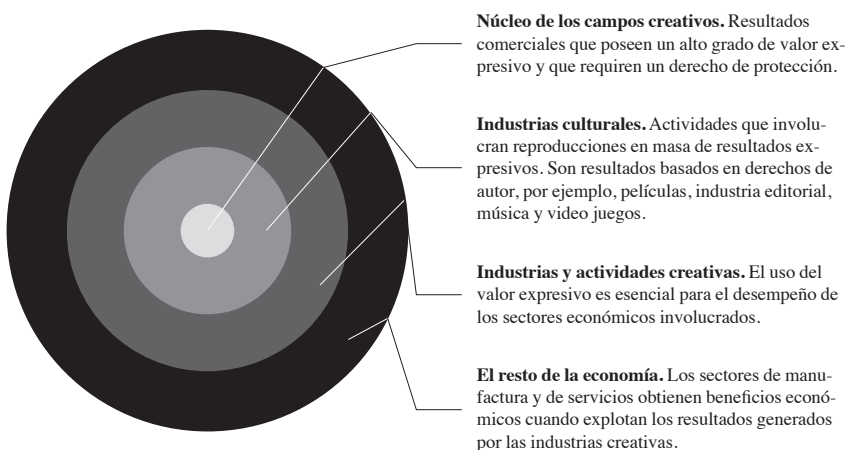 Núcleo de los campos creativos. Resultados
comerciales que poseen un alto grado de valor ex-
presivo y que requiren un derecho de protección.
Industrias culturales. Actividades que involu-
cran reproducciones en masa de resultados ex-
presivos. Son resultados basados en derechos de
autor, por ejemplo, películas, industria editorial,
música y video juegos.
Industrias y actividades creativas. El uso del
valor expresivo es esencial para el desempeño de
los sectores económicos involucrados.
El resto de la economía. Los sectores de manu-
factura y de servicios obtienen beneficios econó-
micos cuando explotan los resultados generados
por las industrias creativas.